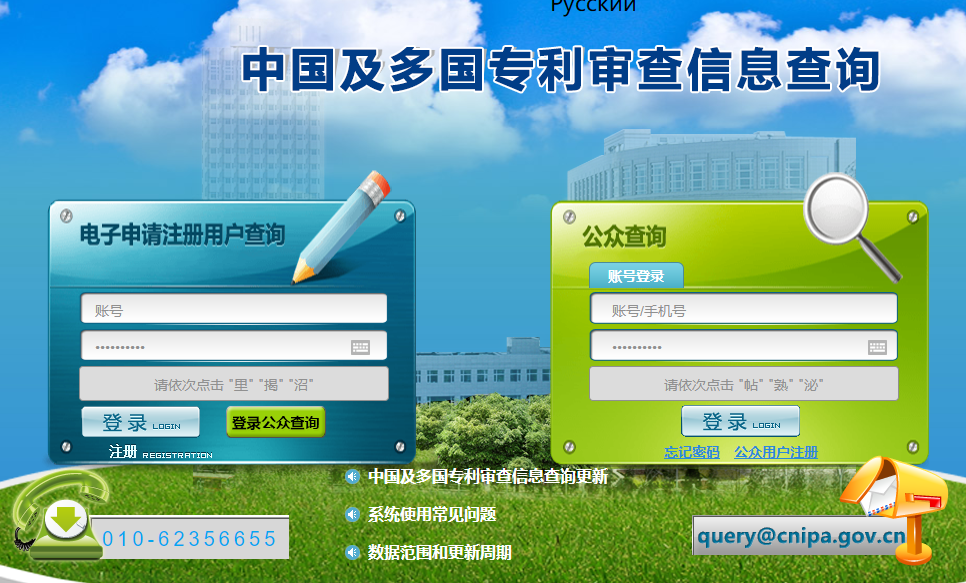 Русский
中国及多国专利审查信息查询
电子申请注册用户查询
账号
••••••••••
请依次点击 "里" "揭" "沼"
登 录 LOGIN
登录公众查询
注册 REGISTRATION
公众查询
账号登录
账号/手机号
••••••••••
请依次点击 "帖" "熟" "泌"
登 录 LOGIN
忘记密码 公众用户注册
中国及多国专利审查信息查询更新
系统使用常见问题
数据范围和更新周期
010-62356655
query@cnipa.gov.cn